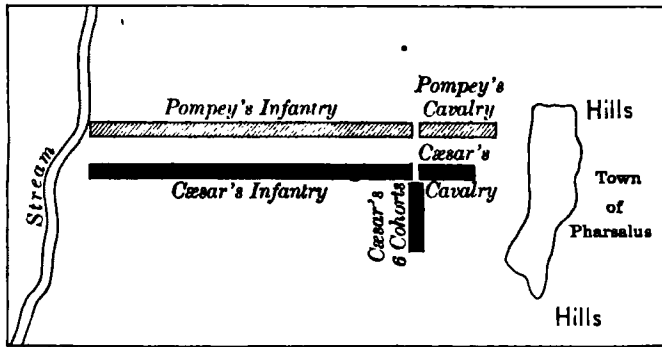 Pompey's Infantry
Pompey's
Cavalry
Hills
Stream
Cæsar's Infantry
Cæsar's
Cavalry
Cæsar's
6 Cohorts
Town
of
Pharsalus
Hills